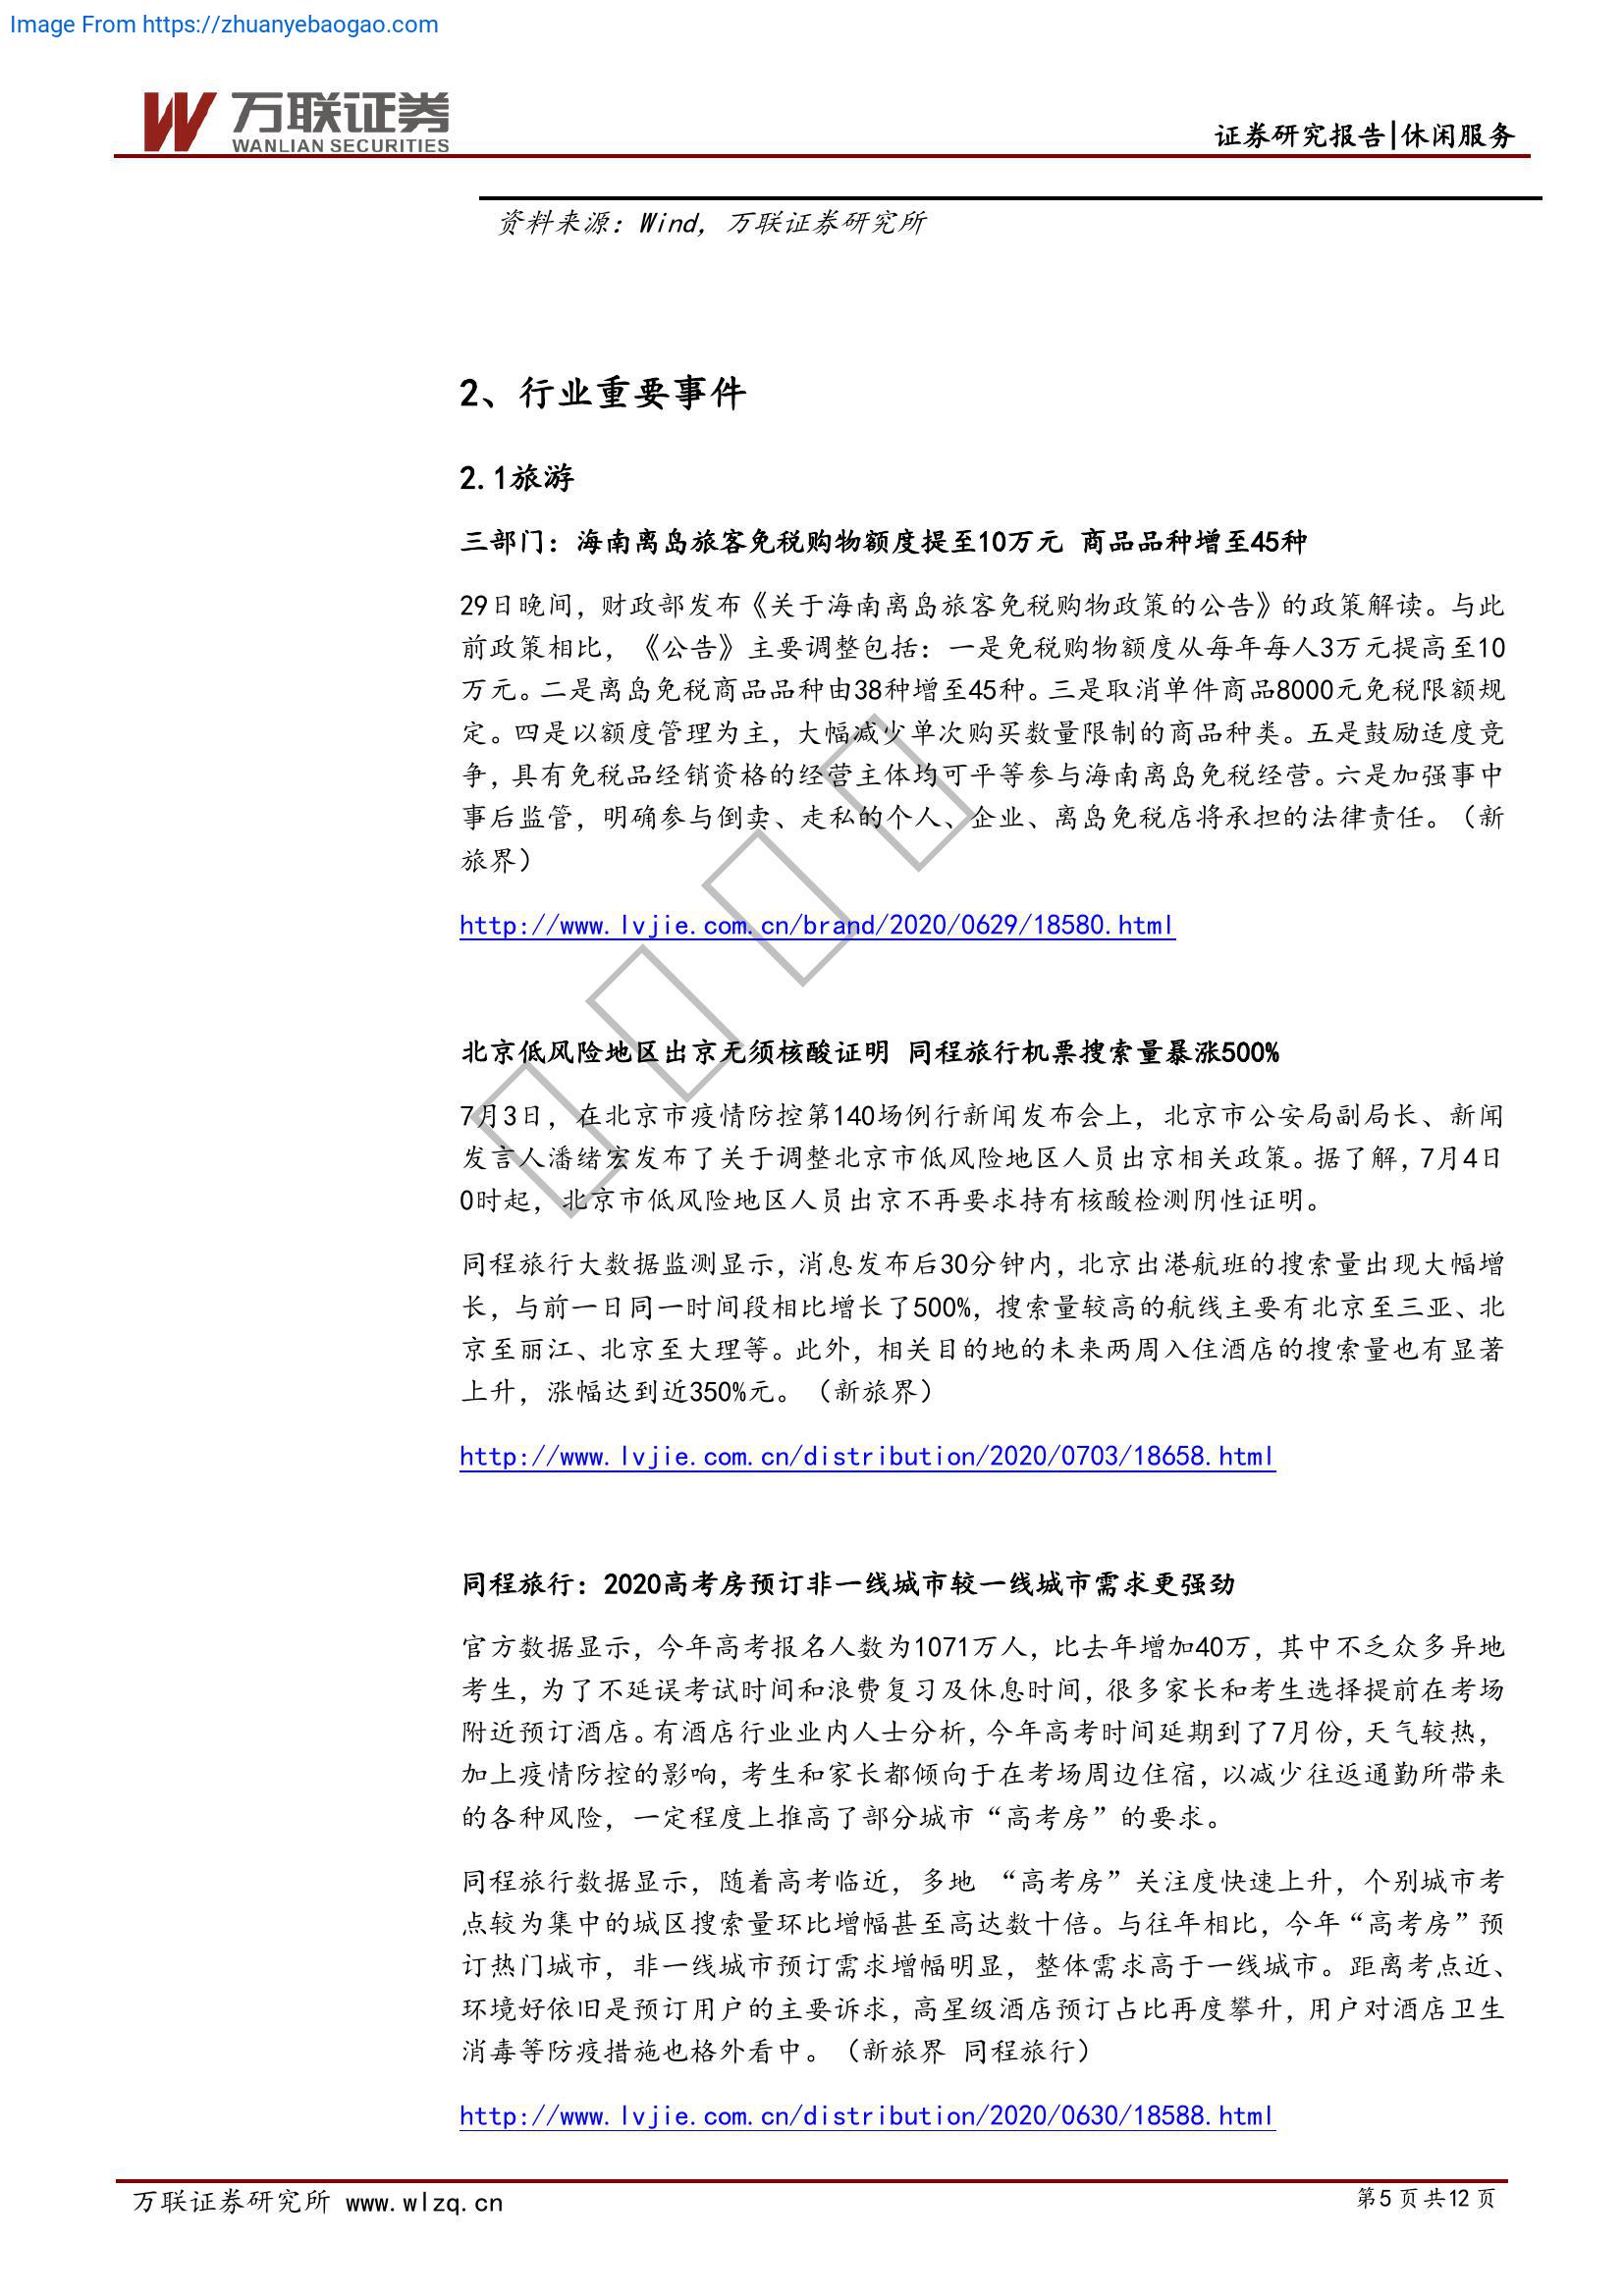 Image From https://zhuanyebaogao.com
万联证券
WANLIAN SECURITIES
证券研究报告|休闲服务
资料来源：Wind，万联证券研究所
2、行业重要事件
2.1旅游
三部门：海南离岛旅客免税购物额度提至10万元 商品品种增至45种
29日晚间，财政部发布《关于海南离岛旅客免税购物政策的公告》的政策解读。与此
前政策相比，《公告》主要调整包括：一是免税购物额度从每年每人3万元提高至10
万元。二是离岛免税商品品种由38种增至45种。三是取消单件商品8000元免税限额规
定。四是以额度管理为主，大幅减少单次购买数量限制的商品种类。五是鼓励适度竞
争，具有免税品经销资格的经营主体均可平等参与海南离岛免税经营。六是加强事中
事后监管，明确参与倒卖、走私的个人、企业、离岛免税店将承担的法律责任。（新
旅界）
http://www.lvjie.com.cn/brand/2020/0629/18580.html
北京低风险地区出京无须核酸证明 同程旅行机票搜索量暴涨500%
7月3日，在北京市疫情防控第140场例行新闻发布会上，北京市公安局副局长、新闻
发言人潘绪宏发布了关于调整北京市低风险地区人员出京相关政策。据了解，7月4日
0时起，北京市低风险地区人员出京不再要求持有核酸检测阴性证明。
同程旅行大数据监测显示，消息发布后30分钟内，北京出港航班的搜索量出现大幅增
长，与前一日同一时间段相比增长了500%，搜索量较高的航线主要有北京至三亚、北
京至丽江、北京至大理等。此外，相关目的地的未来两周入住酒店的搜索量也有显著
上升，涨幅达到近350%元。（新旅界）
http://www.lvjie.com.cn/distribution/2020/0703/18658.html
同程旅行：2020高考房预订非一线城市较一线城市需求更强劲
官方数据显示，今年高考报名人数为1071万人，比去年增加40万，其中不乏众多异地
考生，为了不延误考试时间和浪费复习及休息时间，很多家长和考生选择提前在考场
附近预订酒店。有酒店行业业内人士分析，今年高考时间延期到了7月份，天气较热，
加上疫情防控的影响，考生和家长都倾向于在考场周边住宿，以减少往返通勤所带来
的各种风险，一定程度上推高了部分城市“高考房”的要求。
同程旅行数据显示，随着高考临近，多地 “高考房”关注度快速上升，个别城市考
点较为集中的城区搜索量环比增幅甚至高达数十倍。与往年相比，今年“高考房”预
订热门城市，非一线城市预订需求增幅明显，整体需求高于一线城市。距离考点近、
环境好依旧是预订用户的主要诉求，高星级酒店预订占比再度攀升，用户对酒店卫生
消毒等防疫措施也格外看中。（新旅界 同程旅行）
http://www.lvjie.com.cn/distribution/2020/0630/18588.html
万联证券研究所 www.wlzq.cn
第5页共12页